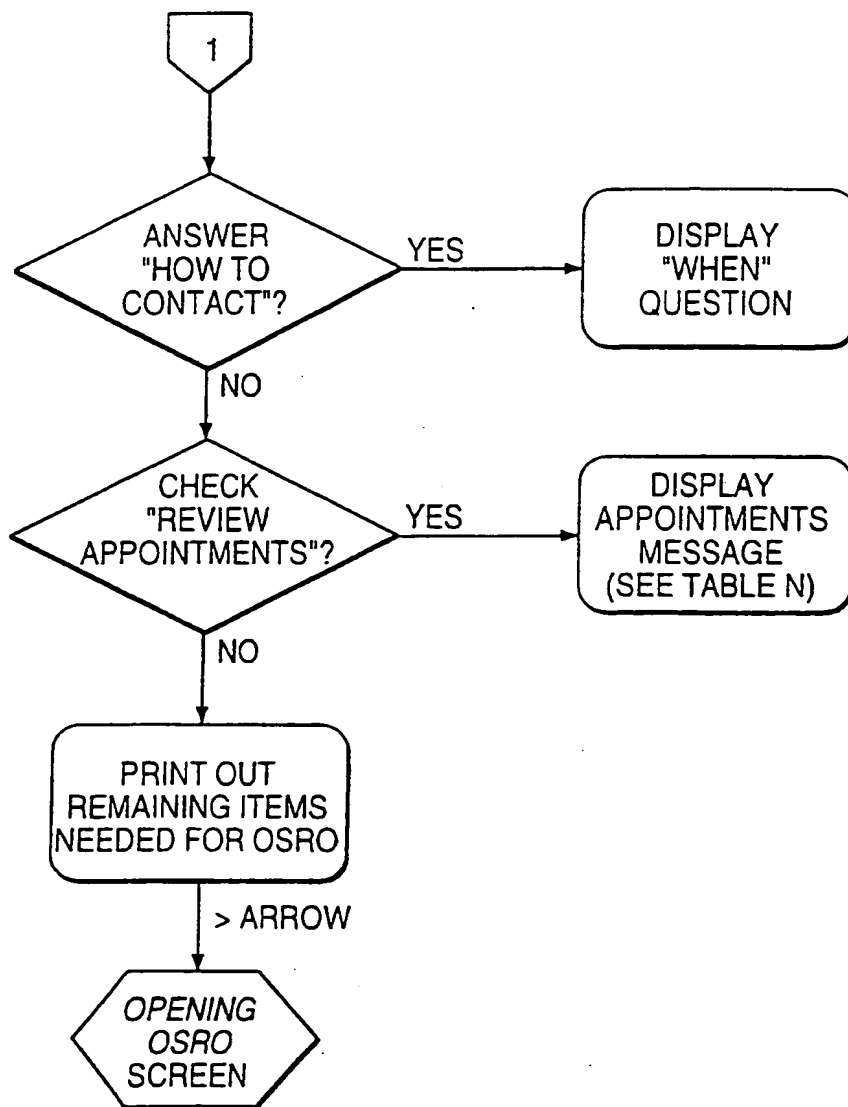 1
ANSWER
"HOW TO
CONTACT"?
YES
DISPLAY
"WHEN"
QUESTION
NO
CHECK
"REVIEW
APPOINTMENTS"?
YES
DISPLAY
APPOINTMENTS
MESSAGE
(SEE TABLE N)
NO
PRINT OUT
REMAINING ITEMS
NEEDED FOR OSRO
> ARROW
OPENING
OSRO
SCREEN